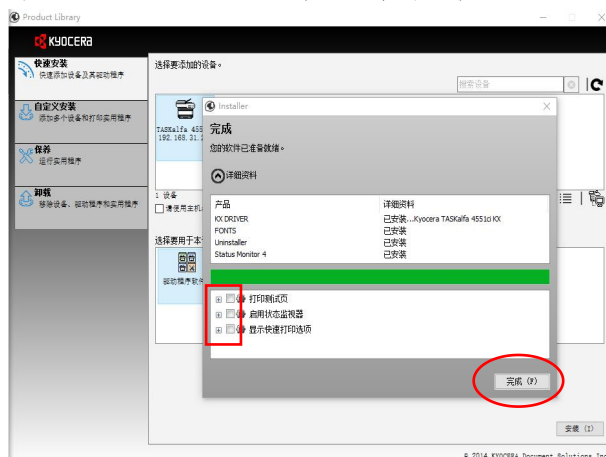 Product Library
KYOCERA
快速安装
快速添加设备及其驱动程序
自定义安装
添加多个设备和打印实用程序
保养
运行实用程序
卸载
移除设备、驱动程序和实用程序
选择要添加的设备。
搜索设备
TASKalfa 455
192.168.31.
1 设备
请使用主机
选择要用于本
驱动程序软件
Installer
完成
您的软件已准备就绪。
详细资料
产品 详细资料
KX DRIVER 已安装...Kyocera TASKalfa 4551ci KX
FONTS 已安装
Uninstaller 已安装
Status Monitor 4 已安装
打印测试页
启用状态监视器
显示快速打印选项
完成 (F)
安装 (I)
© 2014 KYOCERA Document Solutions Inc